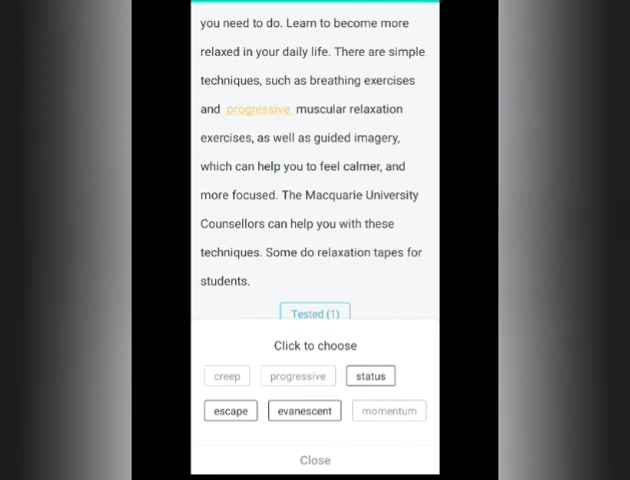 you need to do. Learn to become more
relaxed in your daily life. There are simple
techniques, such as breathing exercises
and progressive muscular relaxation
exercises, as well as guided imagery,
which can help you to feel calmer, and
more focused. The Macquarie University
Counsellors can help you with these
techniques. Some do relaxation tapes for
students.
Tested (1)
Click to choose
creep progressive status
escape evanescent momentum
Close